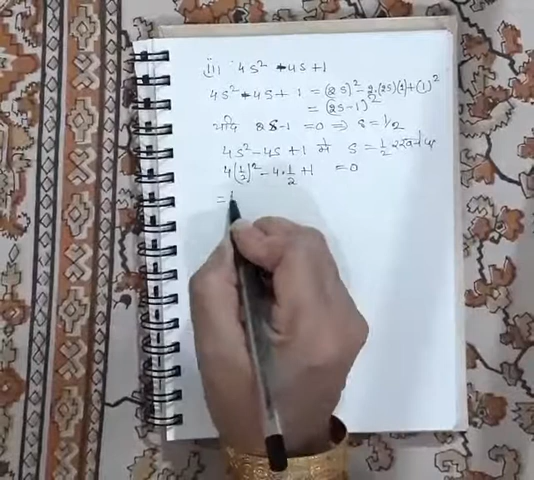 (ii) 4s² - 4s + 1
4s² - 4s + 1 = (2s)² - 2·(2s)(1) + (1)²
= (2s-1)²
यदि 2s-1 = 0 ⇒ s = 1/2
4s² - 4s + 1 में s = 1/2 रखने पर
4(1/2)² - 4·1/2 + 1 = 0
=